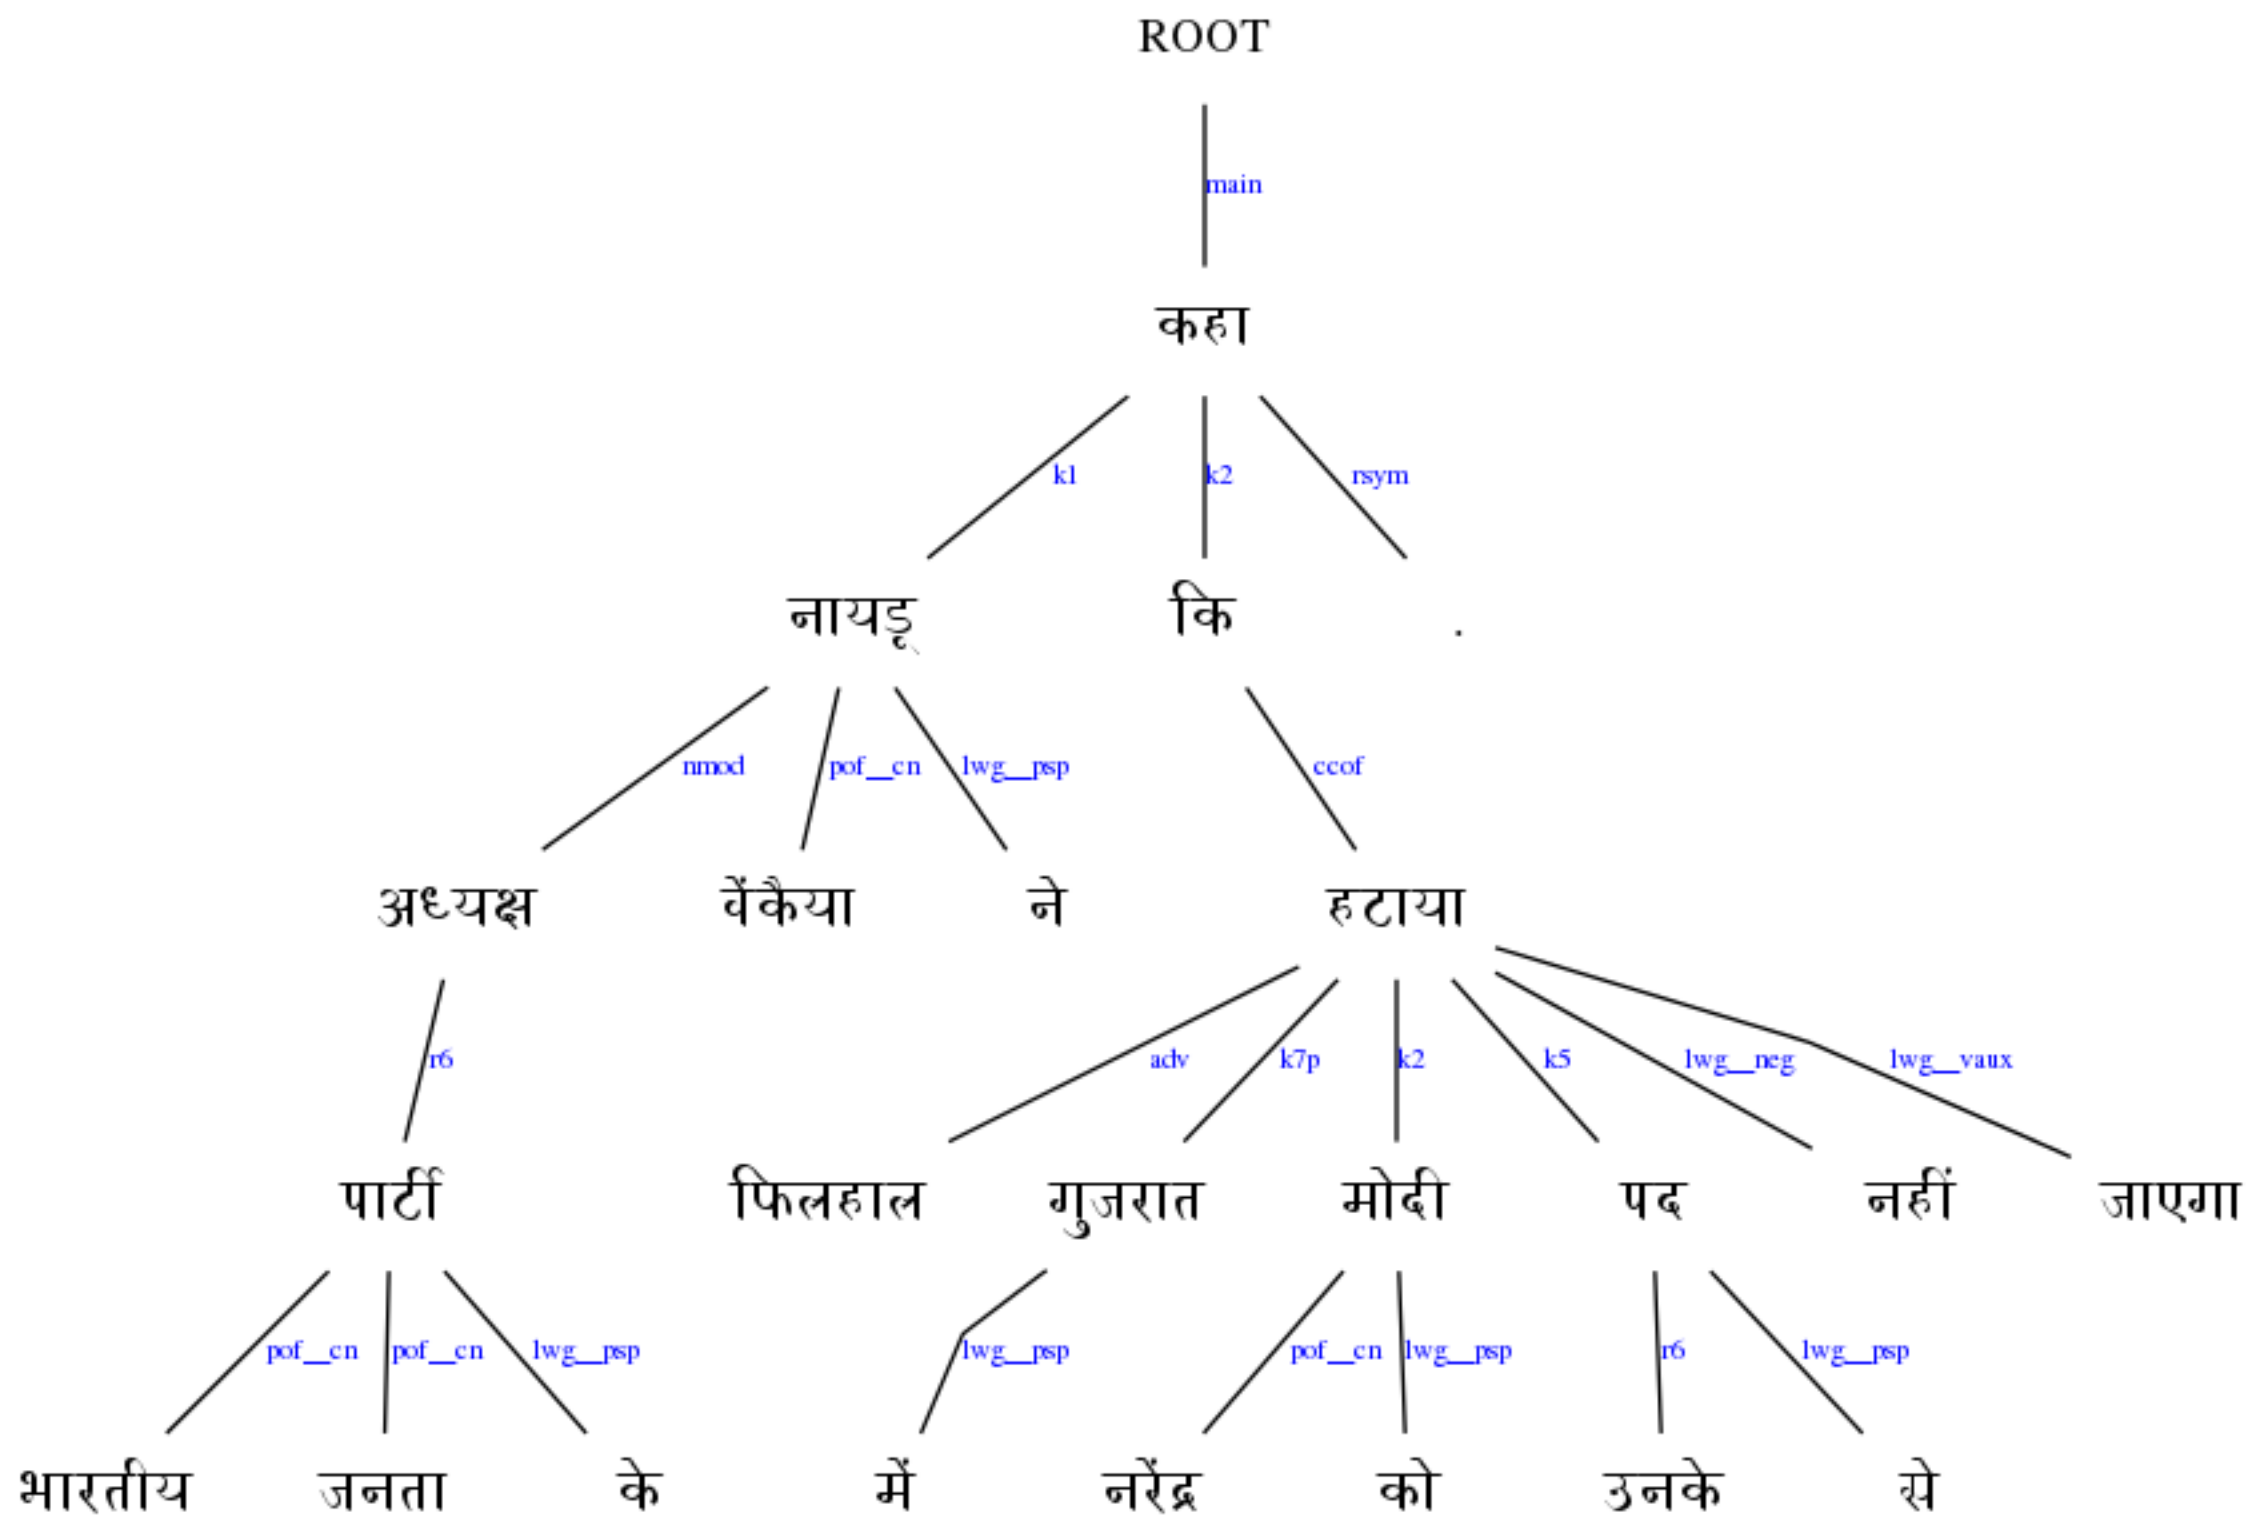 ROOT
main
कहा
k1 k2 rsym
नायडू कि .
nmod pof__cn lwg__psp ccof
अध्यक्ष वेंकैया ने हटाया
r6 adv k7p k2 k5 lwg__neg lwg__vaux
पार्टी फिलहाल गुजरात मोदी पद नहीं जाएगा
pof__cn pof__cn lwg__psp lwg__psp pof__cn lwg__psp r6 lwg__psp
भारतीय जनता के में नरेंद्र को उनके से